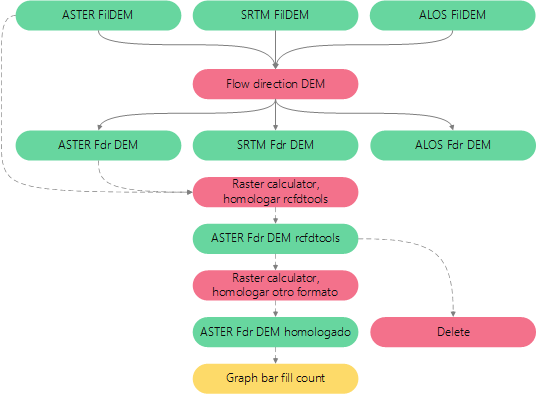 ASTER FilDEM
SRTM FilDEM
ALOS FilDEM
Flow direction DEM
ASTER Fdr DEM
SRTM Fdr DEM
ALOS Fdr DEM
Raster calculator,
homologar rcfdtools
ASTER Fdr DEM rcfdtools
Raster calculator,
homologar otro formato
ASTER Fdr DEM homologado
Delete
Graph bar fill count